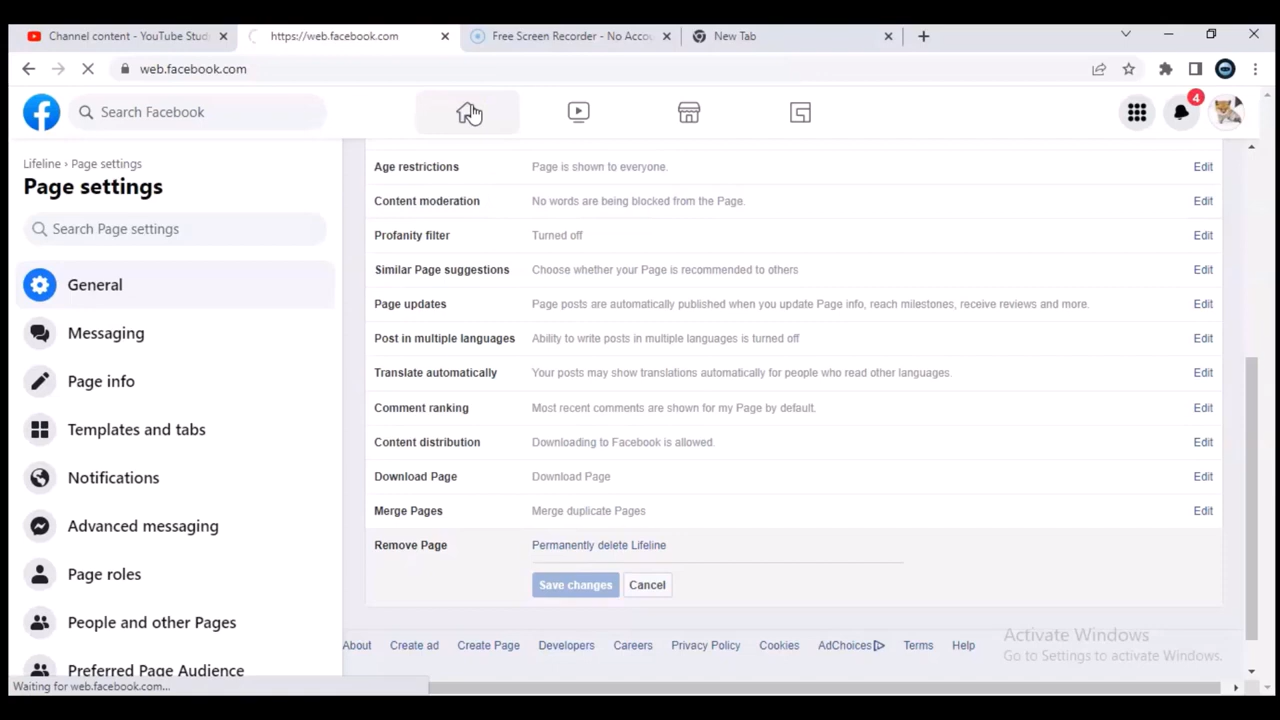 Channel content - YouTube Stud
https://web.facebook.com
Free Screen Recorder - No Accou
New Tab
web.facebook.com
Search Facebook
4
Lifeline › Page settings
Page settings
Search Page settings
General
Messaging
Page info
Templates and tabs
Notifications
Advanced messaging
Page roles
People and other Pages
Preferred Page Audience
Age restrictions Page is shown to everyone. Edit
Content moderation No words are being blocked from the Page. Edit
Profanity filter Turned off Edit
Similar Page suggestions Choose whether your Page is recommended to others Edit
Page updates Page posts are automatically published when you update Page info, reach milestones, receive reviews and more. Edit
Post in multiple languages Ability to write posts in multiple languages is turned off Edit
Translate automatically Your posts may show translations automatically for people who read other languages. Edit
Comment ranking Most recent comments are shown for my Page by default. Edit
Content distribution Downloading to Facebook is allowed. Edit
Download Page Download Page Edit
Merge Pages Merge duplicate Pages Edit
Remove Page Permanently delete Lifeline
Save changes Cancel
About Create ad Create Page Developers Careers Privacy Policy Cookies AdChoices Terms Help
Activate Windows
Go to Settings to activate Windows.
Waiting for web.facebook.com...